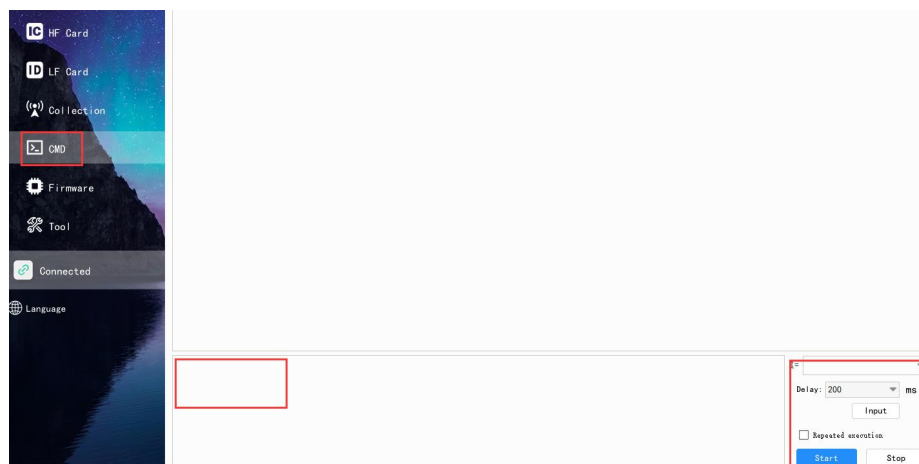 IC HF Card
ID LF Card
Collection
CMD
Firmware
Tool
Connected
Language
Delay: 200 ms
Input
Repeated execution
Start Stop